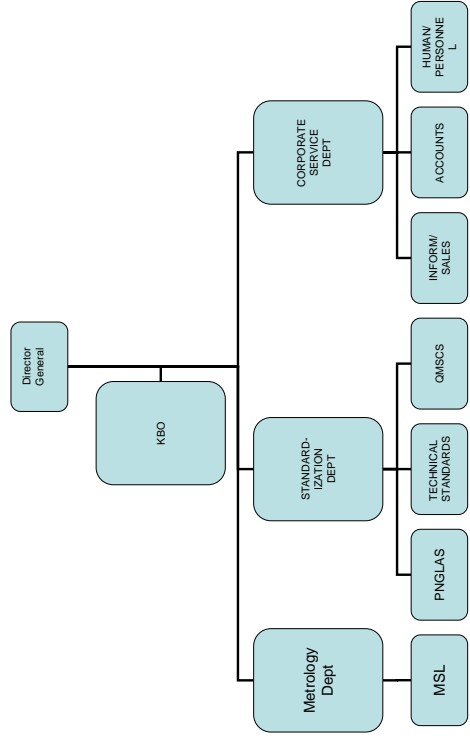 Director
General
KBO
Metrology
Dept
STANDARD-
IZATION
DEPT
CORPORATE
SERVICE
DEPT
MSL
PNGLAS
TECHNICAL
STANDARDS
QMSCS
INFORM/
SALES
ACCOUNTS
HUMAN/
PERSONNE
L